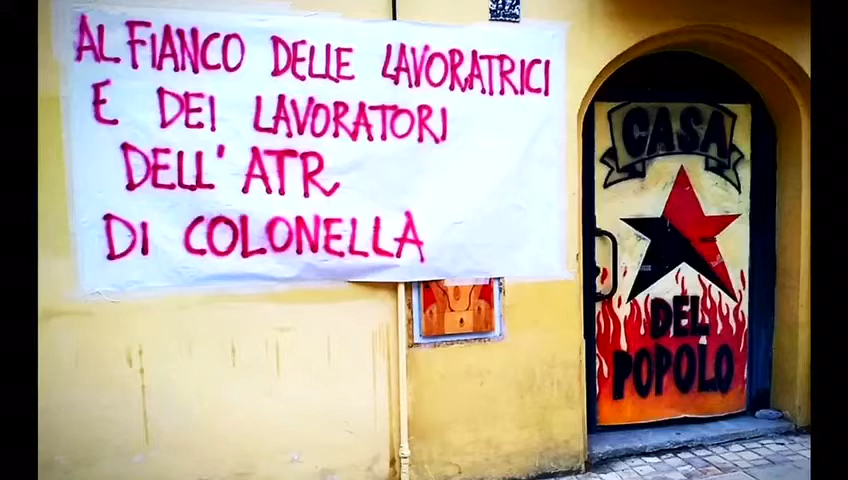 AL FIANCO DELLE LAVORATRICI
E DEI LAVORATORI
DELL' ATR
DI COLONELLA
CASA
DEL
POPOLO